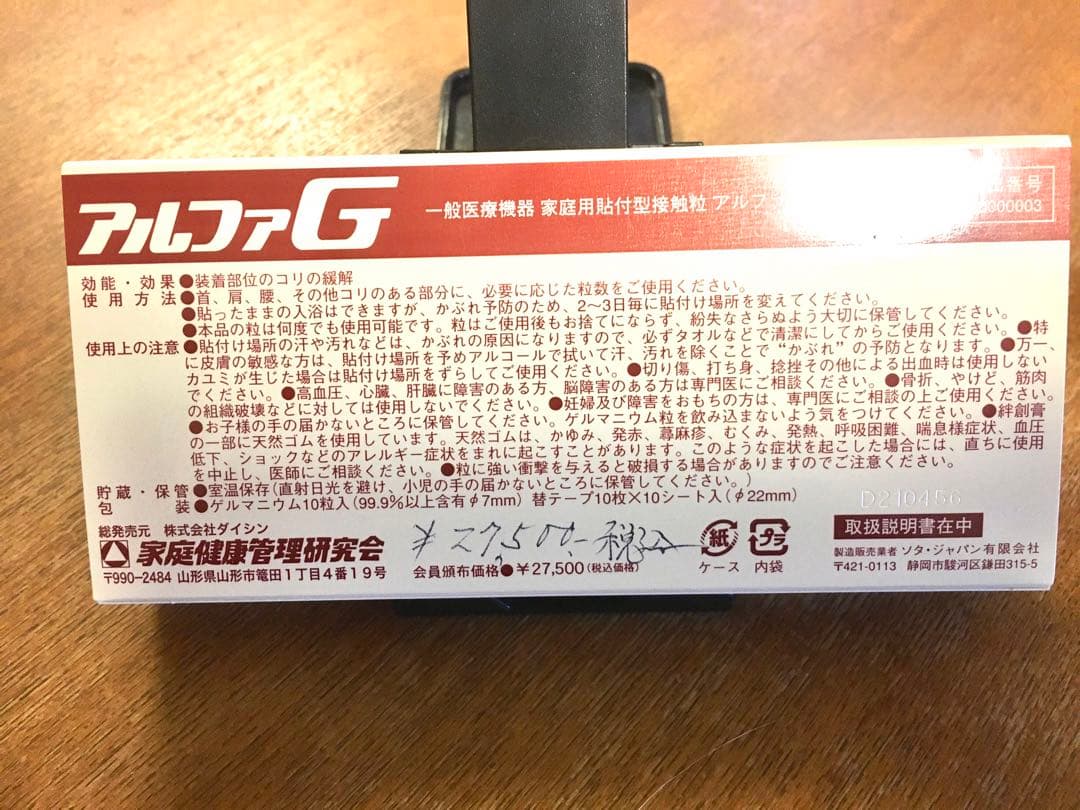 アルファG
一般医療機器 家庭用貼付型接触粒 アルフ
番号
000003
効能・効果 ●装着部位のコリの緩解
使用方法 ●首、肩、腰、その他コリのある部分に、必要に応じた粒数をご使用ください。
●貼ったままの入浴はできますが、かぶれ予防のため、2〜3日毎に貼付け場所を変えてください。
●本品の粒は何度でも使用可能です。粒はご使用後もお捨てにならず、紛失なさらぬよう大切に保管してください。
使用上の注意 ●貼付け場所の汗や汚れなどは、かぶれの原因になりますので、必ずタオルなどで清潔にしてからご使用ください。●特
に皮膚の敏感な方は、貼付け場所を予めアルコールで拭いて汗、汚れを除くことで“かぶれ”の予防となります。●万一、
カユミが生じた場合は貼付け場所をずらしてご使用ください。●切り傷、打ち身、捻挫その他による出血時は使用しない
でください。●高血圧、心臓、肝臓に障害のある方、脳障害のある方は専門医にご相談ください。●骨折、やけど、筋肉
の組織破壊などに対しては使用しないでください。●妊婦及び障害をおもちの方は、専門医にご相談の上ご使用ください。
●お子様の手の届かないところに保管してください。ゲルマニウム粒を飲み込まないよう気をつけてください。●絆創膏
の一部に天然ゴムを使用しています。天然ゴムは、かゆみ、発赤、蕁麻疹、むくみ、発熱、呼吸困難、喘息様症状、血圧
低下、ショックなどのアレルギー症状をまれに起こすことがあります。このような症状を起こした場合には、直ちに使用
を中止し、医師にご相談ください。●粒に強い衝撃を与えると破損する場合がありますのでご注意ください。
貯蔵・保管 ●室温保存(直射日光を避け、小児の手の届かないところに保管してください。)
包装 ●ゲルマニウム10粒入(99.9%以上含有φ7mm) 替テープ10枚×10シート入(φ22mm)
D210456
総発売元 株式会社ダイシン
家庭健康管理研究会
〒990-2484 山形県山形市篭田1丁目4番19号
¥27,500.- 税込
会員頒布価格●¥27,500(税込価格)
紙
ケース
プラ
内袋
取扱説明書在中
製造販売業者 ソタ・ジャパン有限会社
〒421-0113 静岡市駿河区鎌田315-5